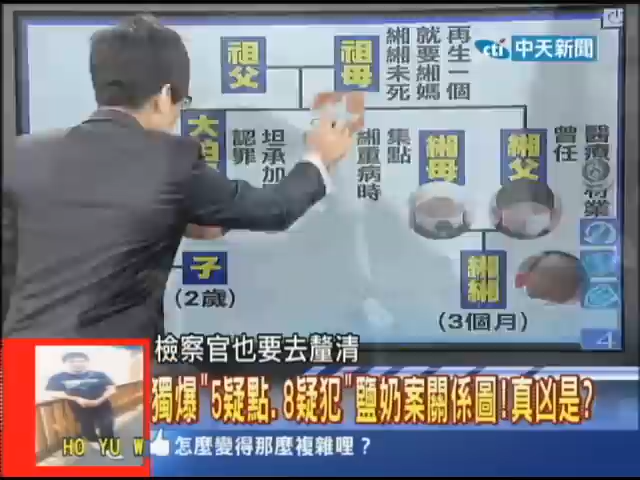 cti 中天新聞
祖父
祖母
緗緗未死
就要緗媽
再生一個
認罪
坦承加
緗重病時
集點
緗母
緗父
曾任
醫療
業
子
(2歲)
緗緗
(3個月)
4
檢察官也要去釐清
獨爆"5疑點.8疑犯"鹽奶案關係圖!真凶是?
HO YU W
怎麼變得那麼複雜哩？